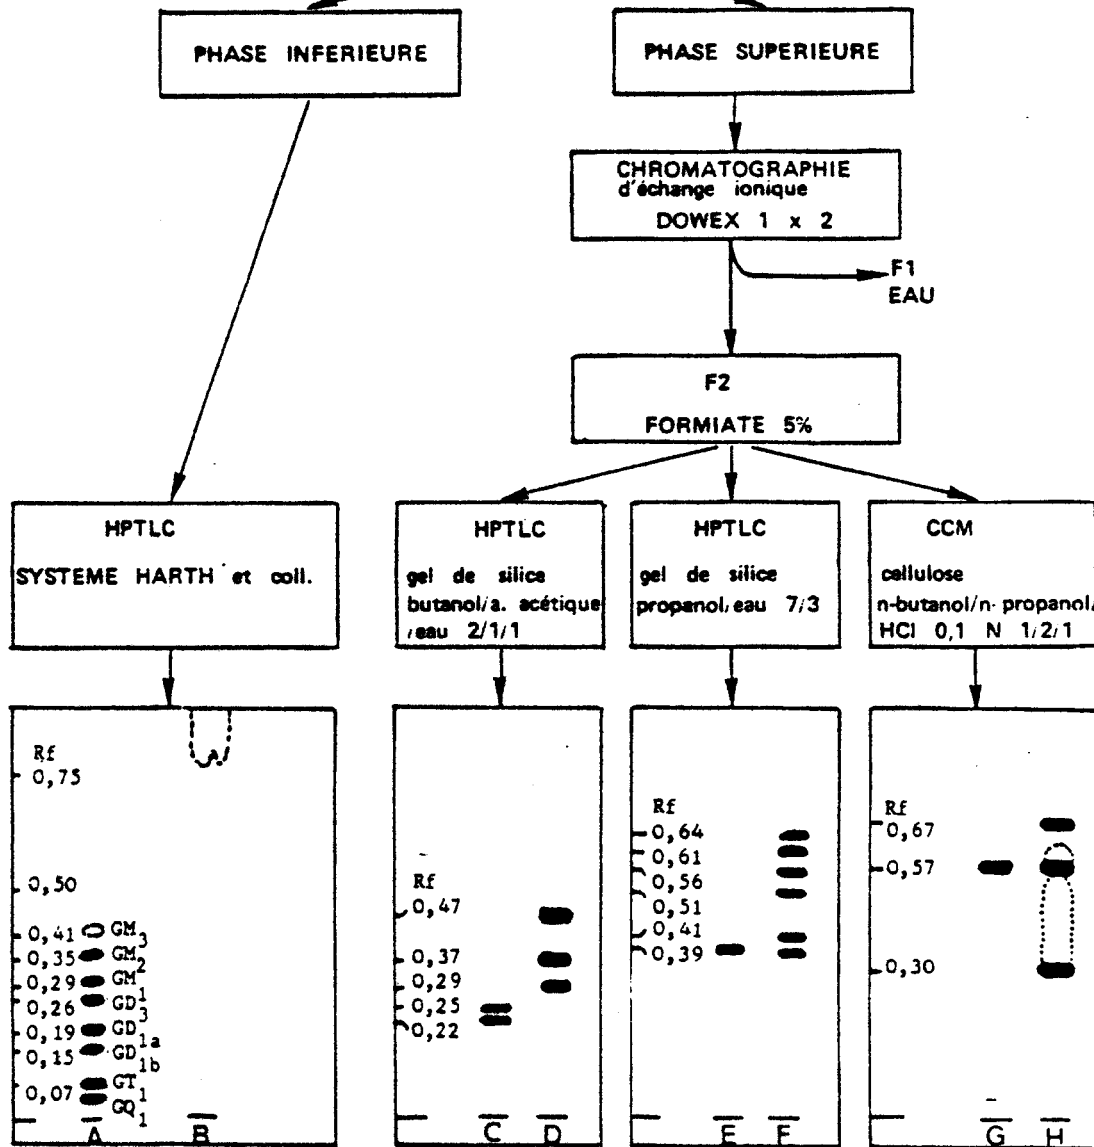 PHASE INFERIEURE
PHASE SUPERIEURE
CHROMATOGRAPHIE
d'échange ionique
DOWEX 1 x 2
F1
EAU
F2
FORMIATE 5%
HPTLC
SYSTEME HARTH et coll.
HPTLC
gel de silice
butanol/a. acétique
/eau 2/1/1
HPTLC
gel de silice
propanol/eau 7/3
CCM
cellulose
n-butanol/n-propanol/
HCl 0,1 N 1/2/1
Rf
0,75
0,50
0,41 GM3
0,35 GM2
0,29 GM1
0,26 GD3
0,19 GD1a
0,15 GD1b
0,07 GT1
GQ1
A B
Rf
0,47
0,37
0,29
0,25
0,22
C D
Rf
0,64
0,61
0,56
0,51
0,41
0,39
E F
Rf
0,67
0,57
0,30
G H